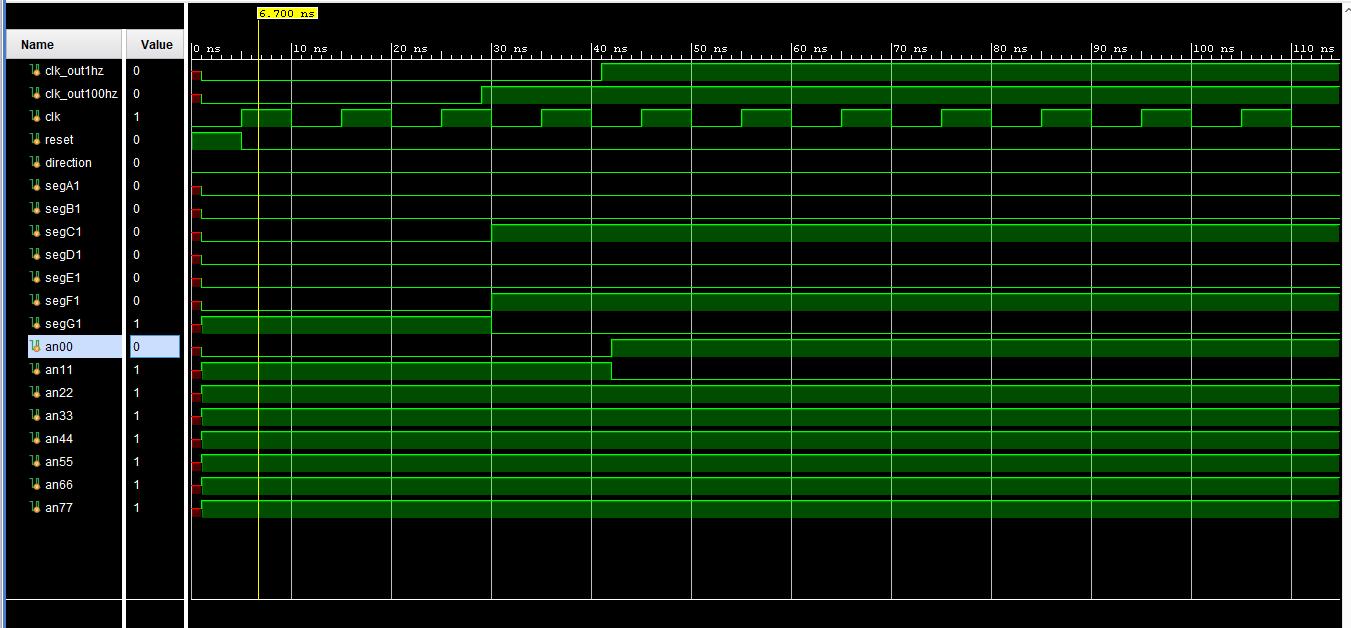 6.700 ns
Name Value
0 ns 10 ns 20 ns 30 ns 40 ns 50 ns 60 ns 70 ns 80 ns 90 ns 100 ns 110 ns
clk_out1hz 0
clk_out100hz 0
clk 1
reset 0
direction 0
segA1 0
segB1 0
segC1 0
segD1 0
segE1 0
segF1 0
segG1 1
an00 0
an11 1
an22 1
an33 1
an44 1
an55 1
an66 1
an77 1